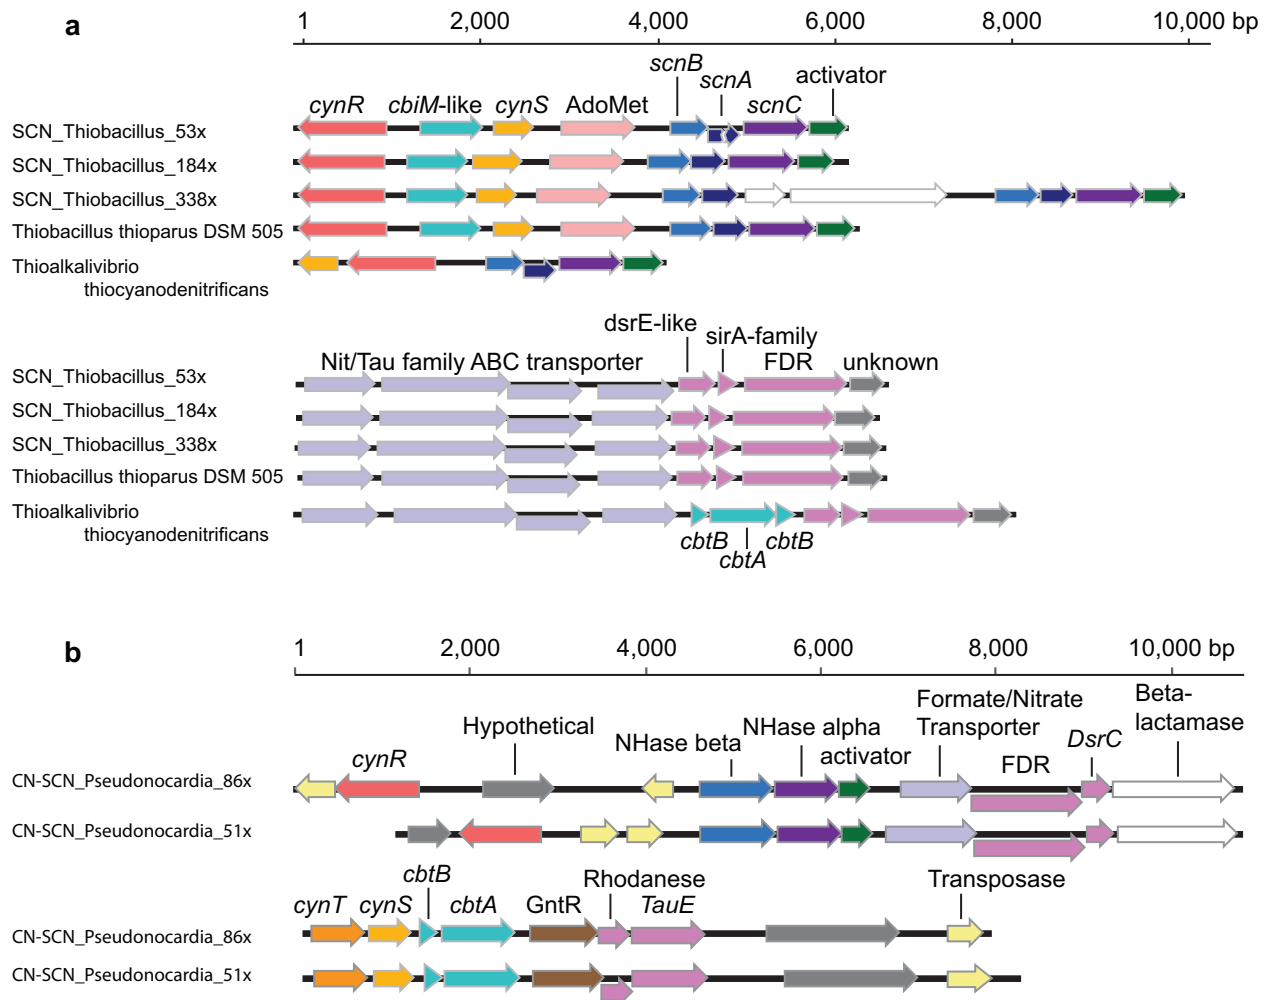 a
1 2,000 4,000 6,000 8,000 10,000 bp
scnB
scnA
activator
cynR cbiM-like cynS AdoMet scnC
SCN_Thiobacillus_53x
SCN_Thiobacillus_184x
SCN_Thiobacillus_338x
Thiobacillus thioparus DSM 505
Thioalkalivibrio
thiocyanodenitrificans
dsrE-like
sirA-family
Nit/Tau family ABC transporter FDR unknown
SCN_Thiobacillus_53x
SCN_Thiobacillus_184x
SCN_Thiobacillus_338x
Thiobacillus thioparus DSM 505
Thioalkalivibrio
thiocyanodenitrificans
cbtB cbtB
cbtA
b
1 2,000 4,000 6,000 8,000 10,000 bp
Hypothetical
NHase beta
NHase alpha
activator
Formate/Nitrate
Transporter
FDR
DsrC
Beta-
lactamase
cynR
CN-SCN_Pseudonocardia_86x
CN-SCN_Pseudonocardia_51x
cbtB
Rhodanese
Transposase
cynT cynS cbtA GntR TauE
CN-SCN_Pseudonocardia_86x
CN-SCN_Pseudonocardia_51x